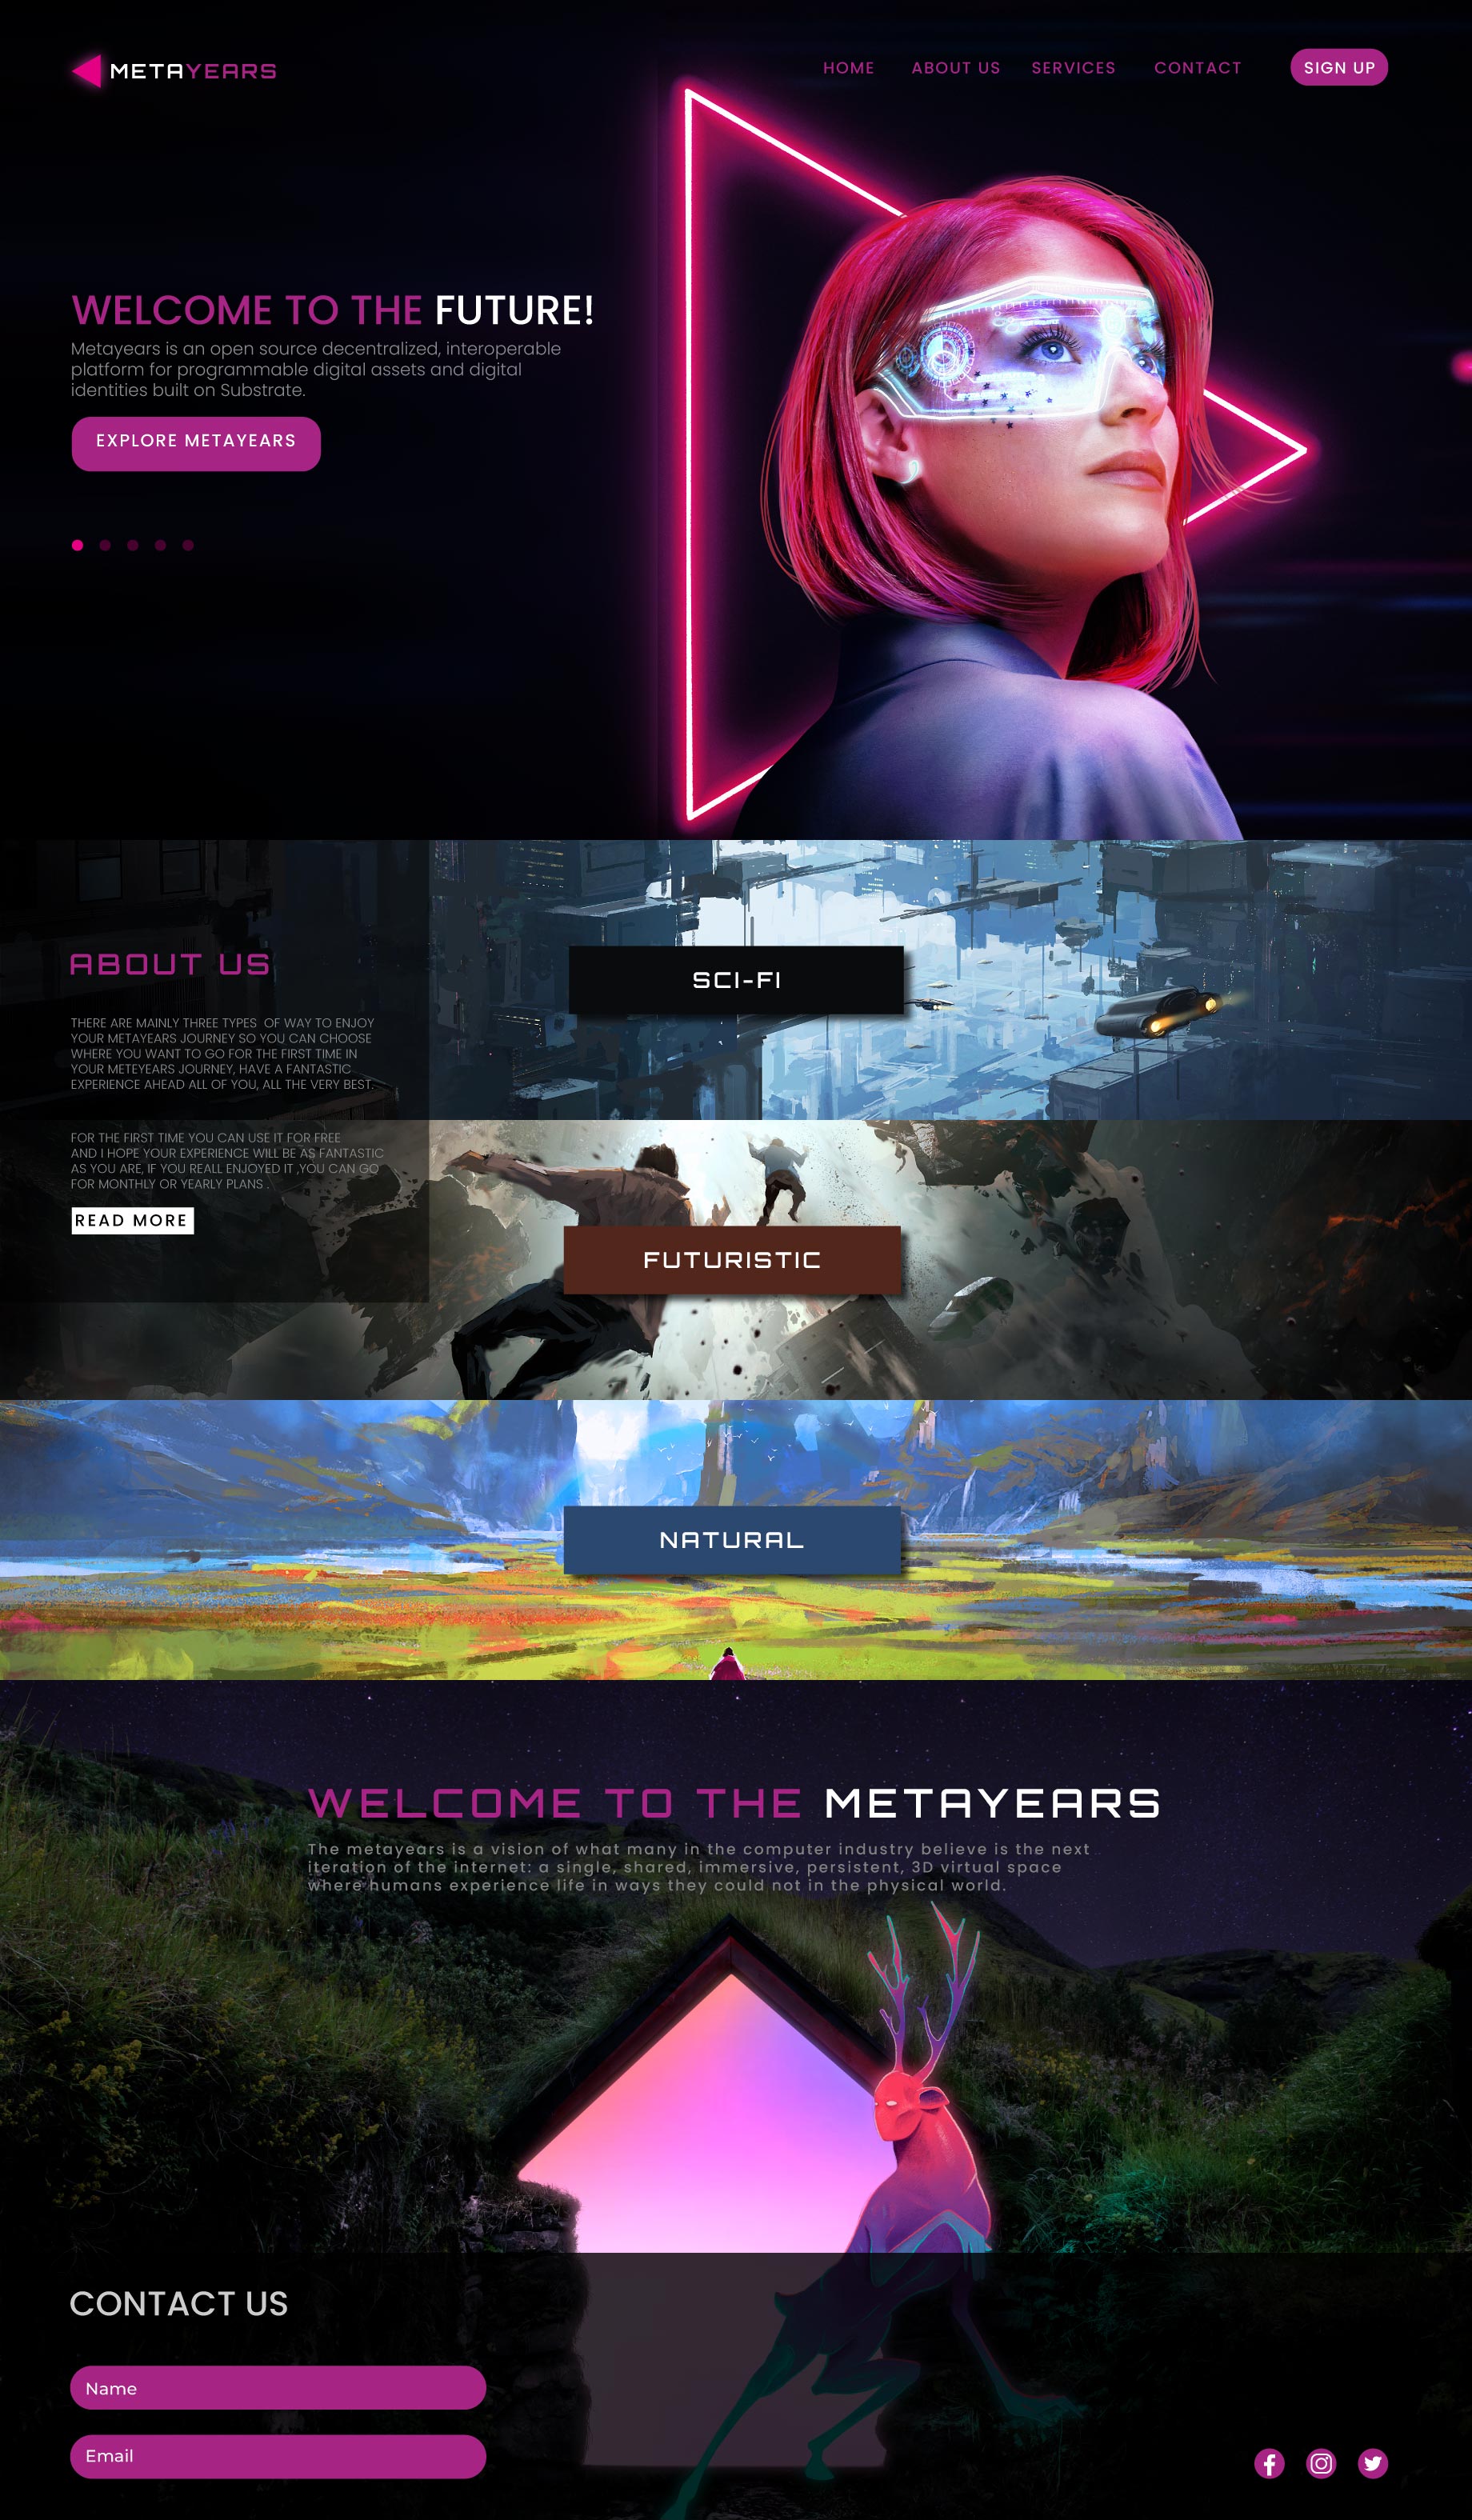 METAYEARS
HOME ABOUT US SERVICES CONTACT SIGN UP
WELCOME TO THE FUTURE!
Metayears is an open source decentralized, interoperable
platform for programmable digital assets and digital
identities built on Substrate.
EXPLORE METAYEARS
ABOUT US
THERE ARE MAINLY THREE TYPES  OF WAY TO ENJOY
YOUR METAYEARS JOURNEY SO YOU CAN CHOOSE
WHERE YOU WANT TO GO FOR THE FIRST TIME IN
YOUR METEYEARS JOURNEY, HAVE A FANTASTIC
EXPERIENCE AHEAD ALL OF YOU, ALL THE VERY BEST.
FOR THE FIRST TIME YOU CAN USE IT FOR FREE
AND I HOPE YOUR EXPERIENCE WILL BE AS FANTASTIC
AS YOU ARE, IF YOU REALL ENJOYED IT ,YOU CAN GO
FOR MONTHLY OR YEARLY PLANS .
READ MORE
SCI-FI
FUTURISTIC
NATURAL
WELCOME TO THE METAYEARS
The metayears is a vision of what many in the computer industry believe is the next
iteration of the internet: a single, shared, immersive, persistent, 3D virtual space
where humans experience life in ways they could not in the physical world.
CONTACT US
Name
Email